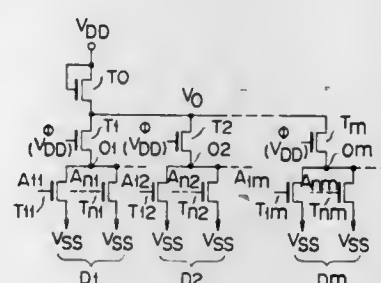 VDD
T0
VO
Φ T1 Φ T2 Φ Tm
(VDD) O1 (VDD) O2 (VDD) Om
A11 An1 A12 An2 A1m Anm
T11 Tn1 T12 Tn2 T1m Tnm
VSS VSS VSS VSS VSS VSS
D1 D2 Dm